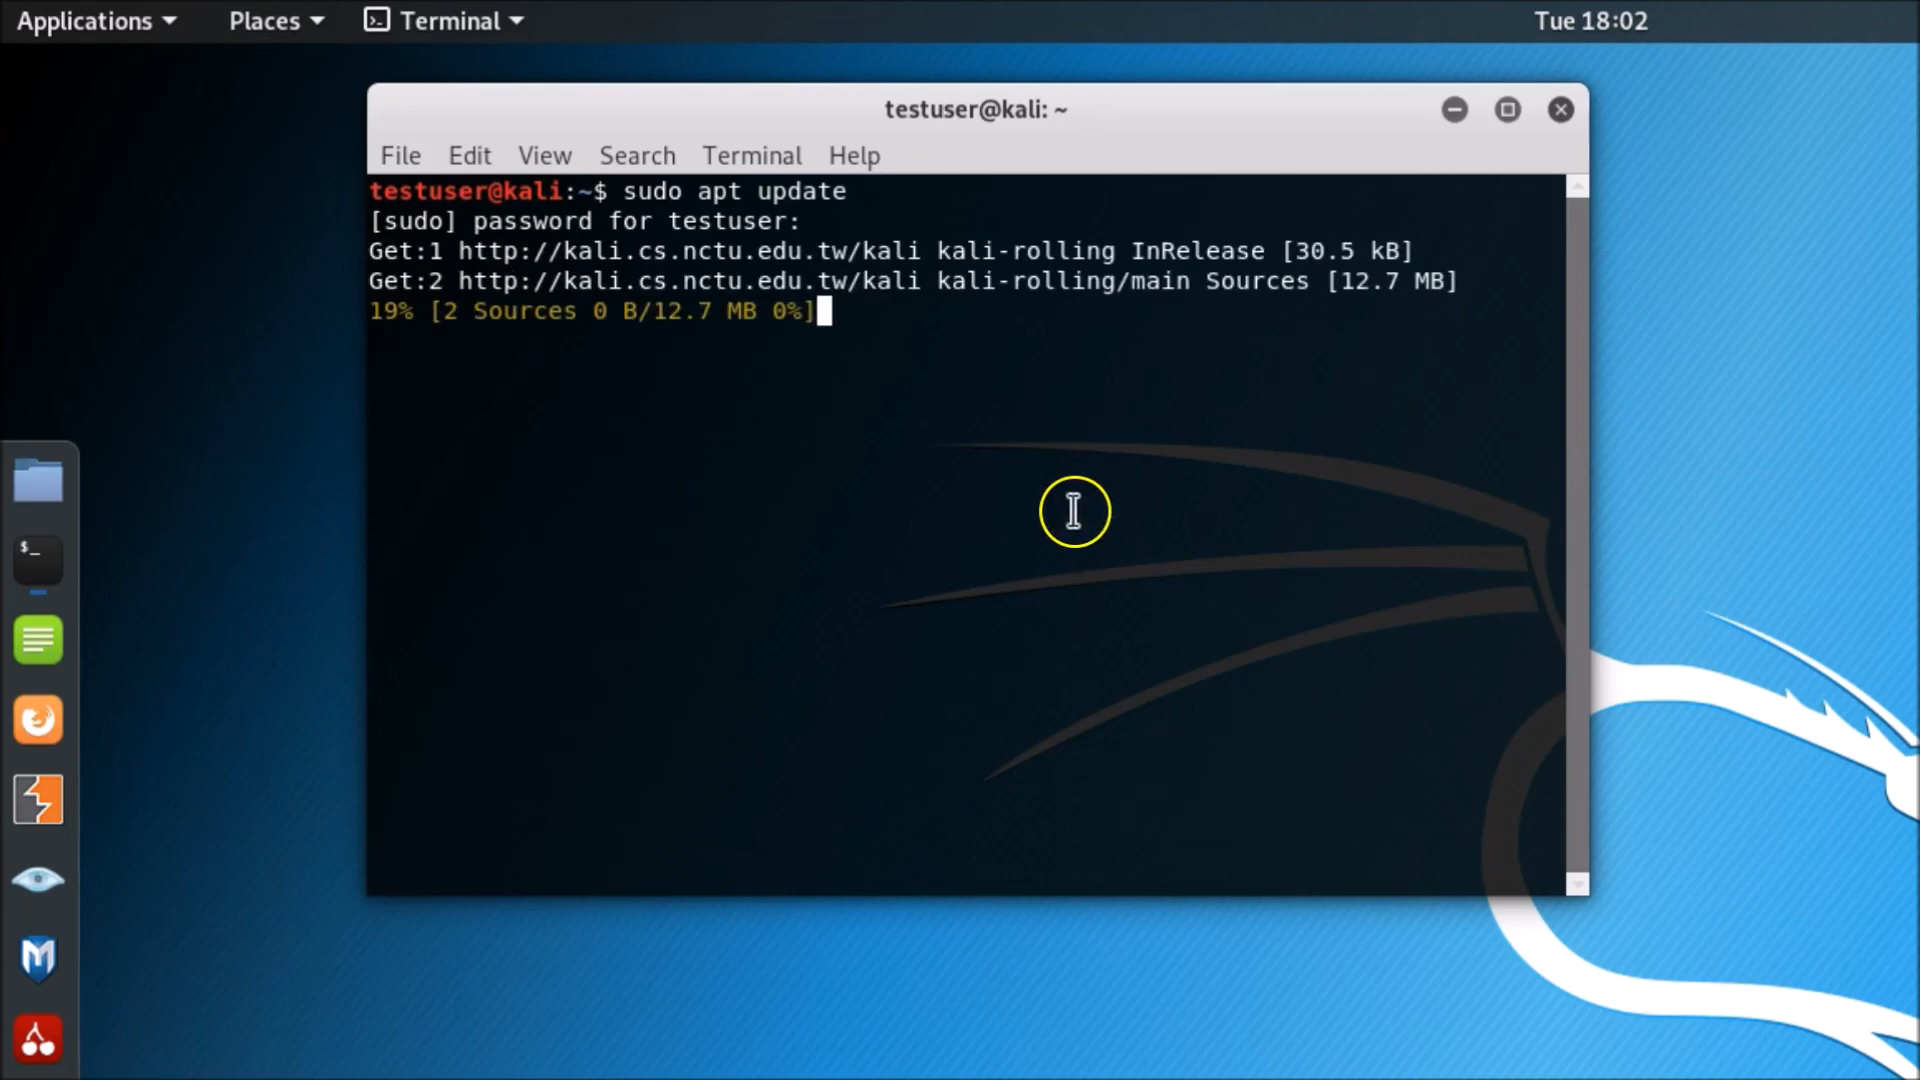 Applications Places Terminal Tue 18:02
testuser@kali: ~
File Edit View Search Terminal Help
testuser@kali:~$ sudo apt update
[sudo] password for testuser:
Get:1 http://kali.cs.nctu.edu.tw/kali kali-rolling InRelease [30.5 kB]
Get:2 http://kali.cs.nctu.edu.tw/kali kali-rolling/main Sources [12.7 MB]
19% [2 Sources 0 B/12.7 MB 0%]
$_